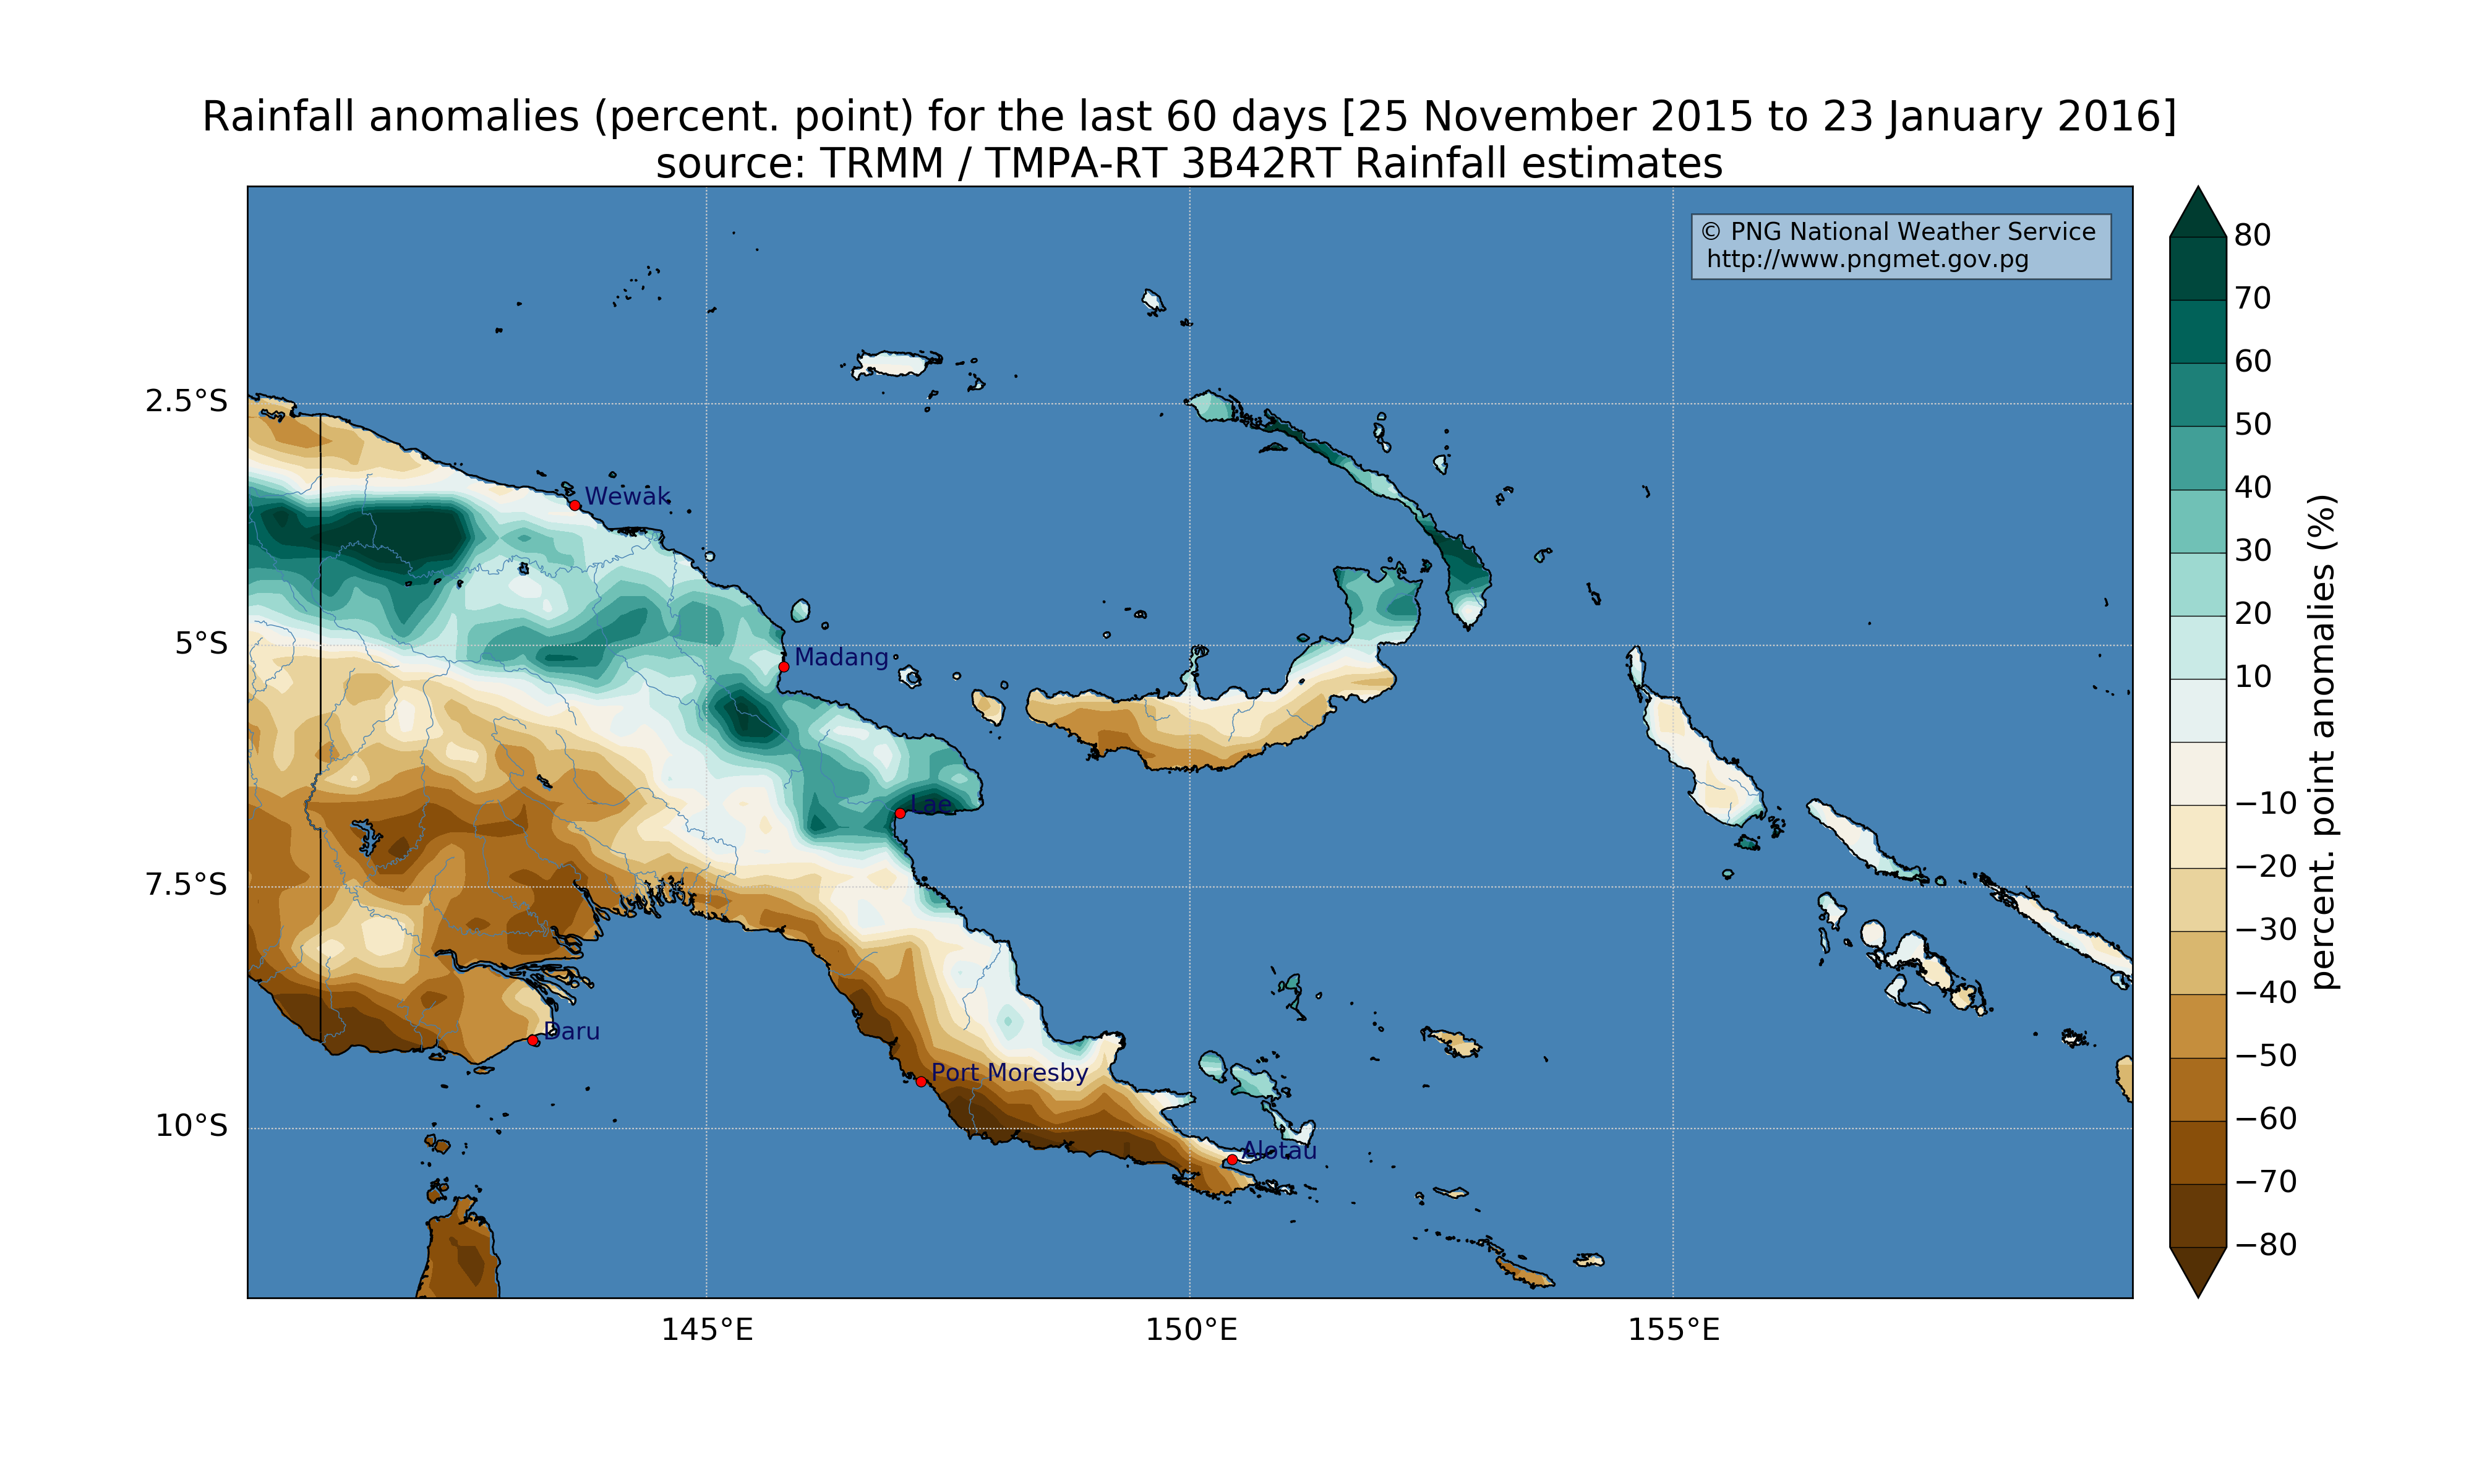 Rainfall anomalies (percent. point) for the last 60 days [25 November 2015 to 23 January 2016]
source: TRMM / TMPA-RT 3B42RT Rainfall estimates
© PNG National Weather Service
http://www.pngmet.gov.pg
2.5°S
5°S
7.5°S
10°S
Wewak
Madang
Lae
Daru
Port Moresby
Alotau
145°E
150°E
155°E
80
70
60
50
40
30
20
10
−10
−20
−30
−40
−50
−60
−70
−80
percent. point anomalies (%)